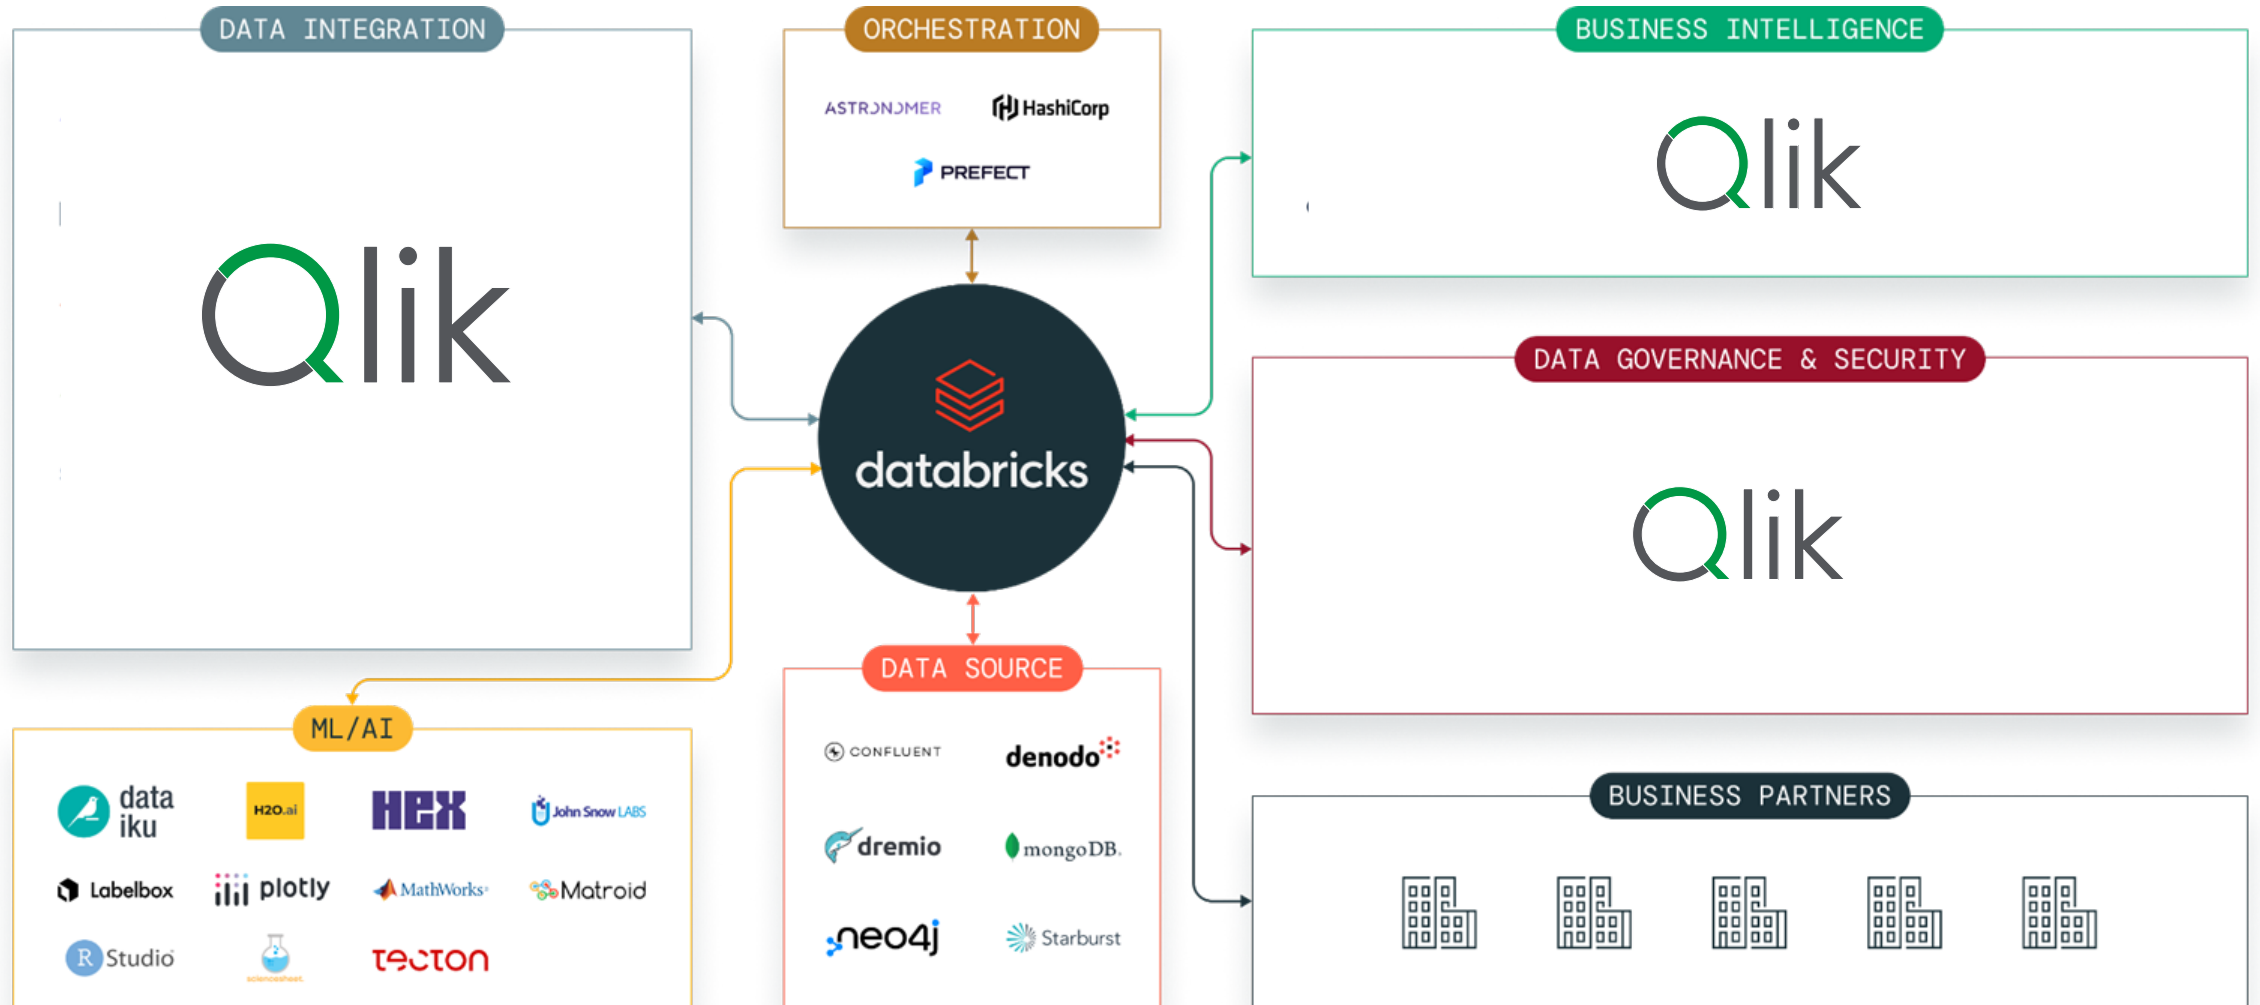 DATA INTEGRATION
Qlik
ORCHESTRATION
ASTRONOMER
HashiCorp
PREFECT
BUSINESS INTELLIGENCE
Qlik
databricks
DATA GOVERNANCE & SECURITY
Qlik
ML/AI
data
iku
H2O.ai
HEX
John Snow LABS
Labelbox
plotly
MathWorks®
Matroid
R Studio
sciencesheet.
TECTON
DATA SOURCE
CONFLUENT
denodo
dremio
mongoDB.
neo4j
Starburst
BUSINESS PARTNERS